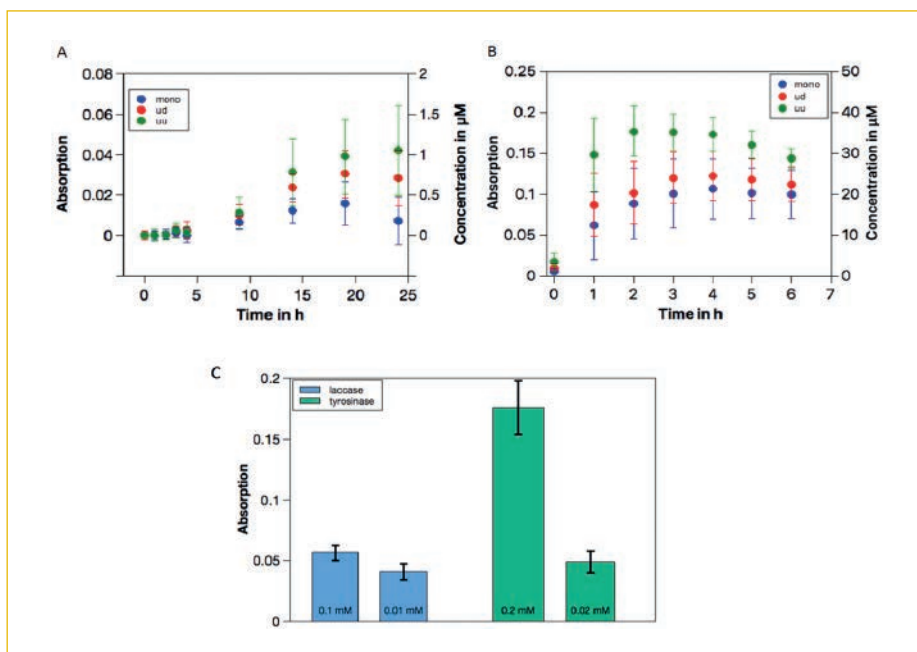 A
0.08
0.06
0.04
0.02
0
Absorption
mono
ud
uu
2
1.5
1
0.5
0
Concentration in µM
0 5 10 15 20 25
Time in h
B
0.25
0.2
0.15
0.1
0.05
0
Absorption
mono
ud
uu
50
40
30
20
10
0
Concentration in µM
0 1 2 3 4 5 6 7
Time in h
C
0.2
0.15
0.1
0.05
0
Absorption
laccase
tyrosinase
0.1 mM 0.01 mM 0.2 mM 0.02 mM